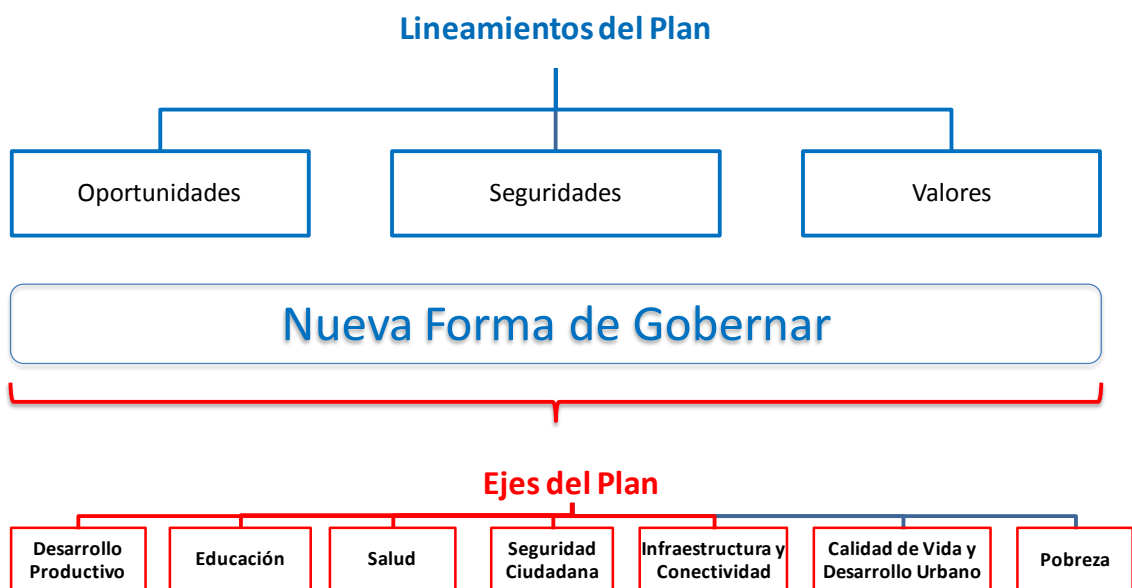 Lineamientos del Plan
Oportunidades
Seguridades
Valores
Nueva Forma de Gobernar
Ejes del Plan
Desarrollo
Productivo
Educación
Salud
Seguridad
Ciudadana
Infraestructura y
Conectividad
Calidad de Vida y
Desarrollo Urbano
Pobreza